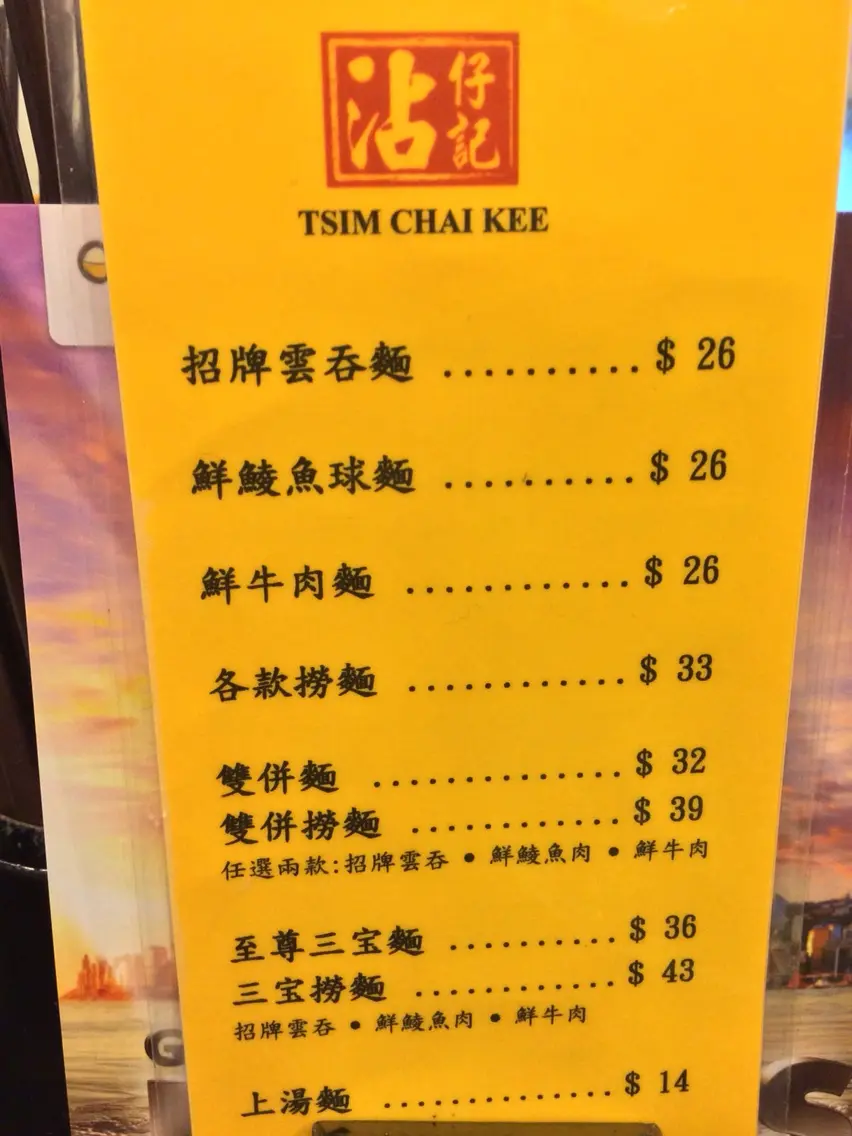 沾仔記
TSIM CHAI KEE
招牌雲吞麵 .......... $ 26
鮮鯪魚球麵 .......... $ 26
鮮牛肉麵 ............ $ 26
各款撈麵 ............ $ 33
雙併麵 .............. $ 32
雙併撈麵 ............ $ 39
任選兩款:招牌雲吞 • 鮮鯪魚肉 • 鮮牛肉
至尊三宝麵 .......... $ 36
三宝撈麵 ............ $ 43
招牌雲吞 • 鮮鯪魚肉 • 鮮牛肉
上湯麵 .............. $ 14